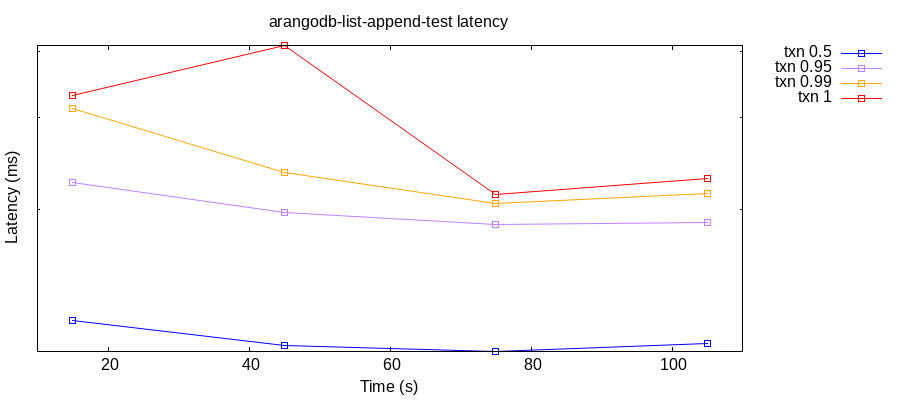 arangodb-list-append-test latency
txn 0.5
txn 0.95
txn 0.99
txn 1
Latency (ms)
20 40 60 80 100
Time (s)